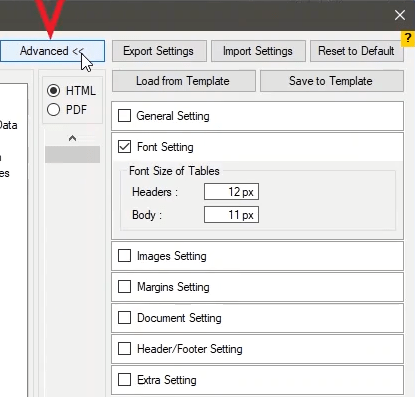 Advanced << Export Settings Import Settings Reset to Default ?
Load from Template Save to Template
HTML
PDF
General Setting
Font Setting
Font Size of Tables
Headers : 12 px
Body : 11 px
Images Setting
Margins Setting
Document Setting
Header/Footer Setting
Extra Setting